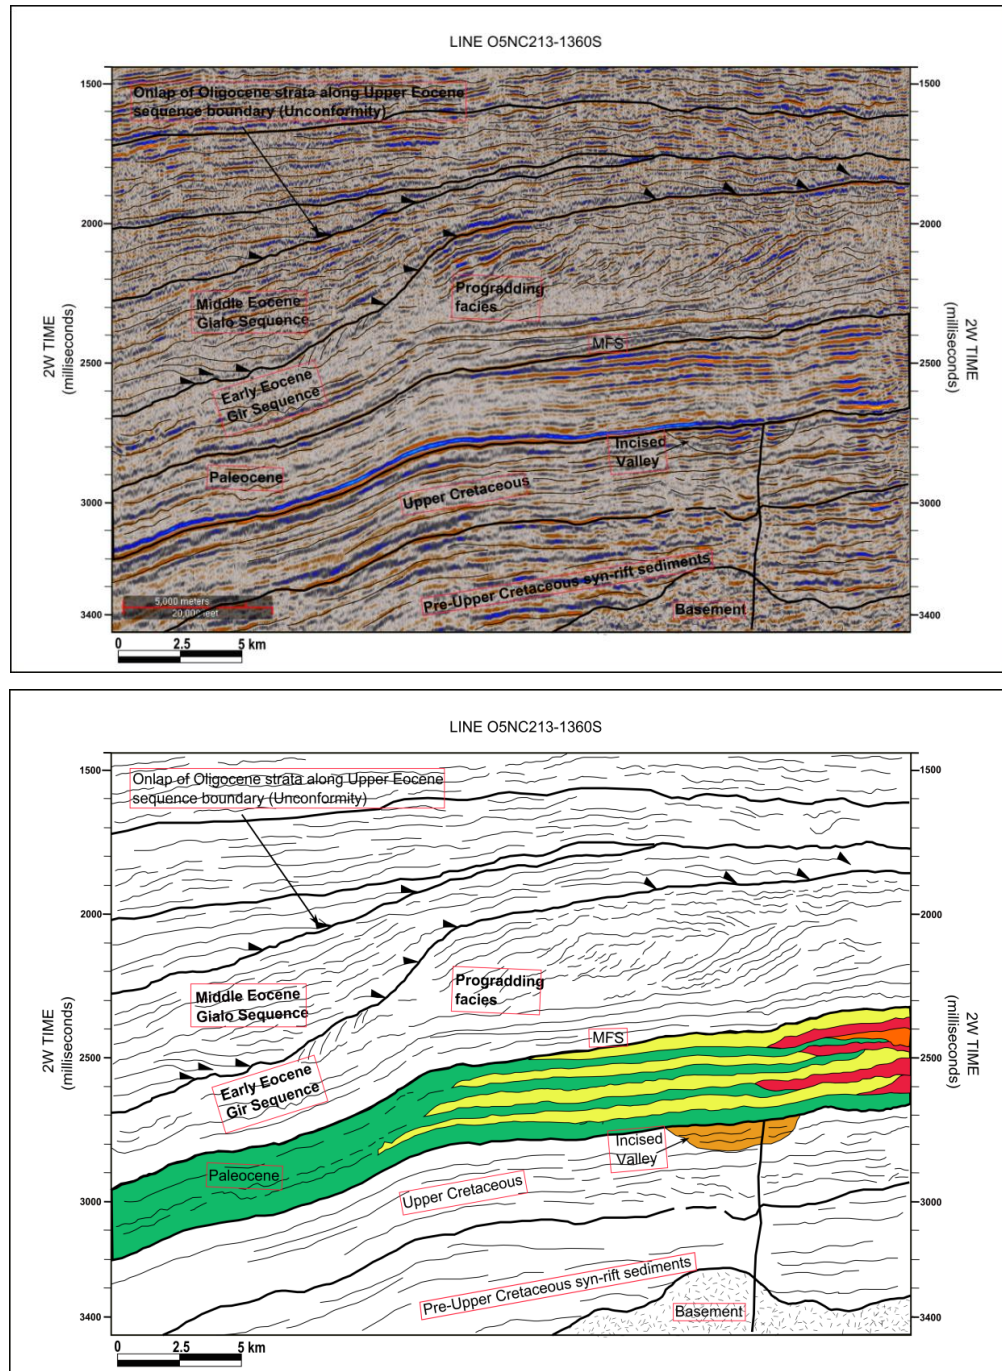 LINE O5NC213-1360S
1500
1500
Onlap of Oligocene strata along Upper Eocene
sequence boundary (Unconformity)
2000
2000
Middle Eocene
Gialo Sequence
Progradding
facies
2W TIME
(milliseconds)
2W TIME
(milliseconds)
MFS
2500
2500
Early Eocene
Gir Sequence
Incised
Valley
Paleocene
Upper Cretaceous
3000
3000
Pre-Upper Cretaceous syn-rift sediments
Basement
5,000 meters
20,000 feet
3400
3400
0 2.5 5 km
LINE O5NC213-1360S
1500
1500
Onlap of Oligocene strata along Upper Eocene
sequence boundary (Unconformity)
2000
2000
Middle Eocene
Gialo Sequence
Progradding
facies
2W TIME
(milliseconds)
2W TIME
(milliseconds)
MFS
2500
2500
Early Eocene
Gir Sequence
Incised
Valley
Paleocene
Upper Cretaceous
3000
3000
Pre-Upper Cretaceous syn-rift sediments
Basement
3400
3400
0 2.5 5 km